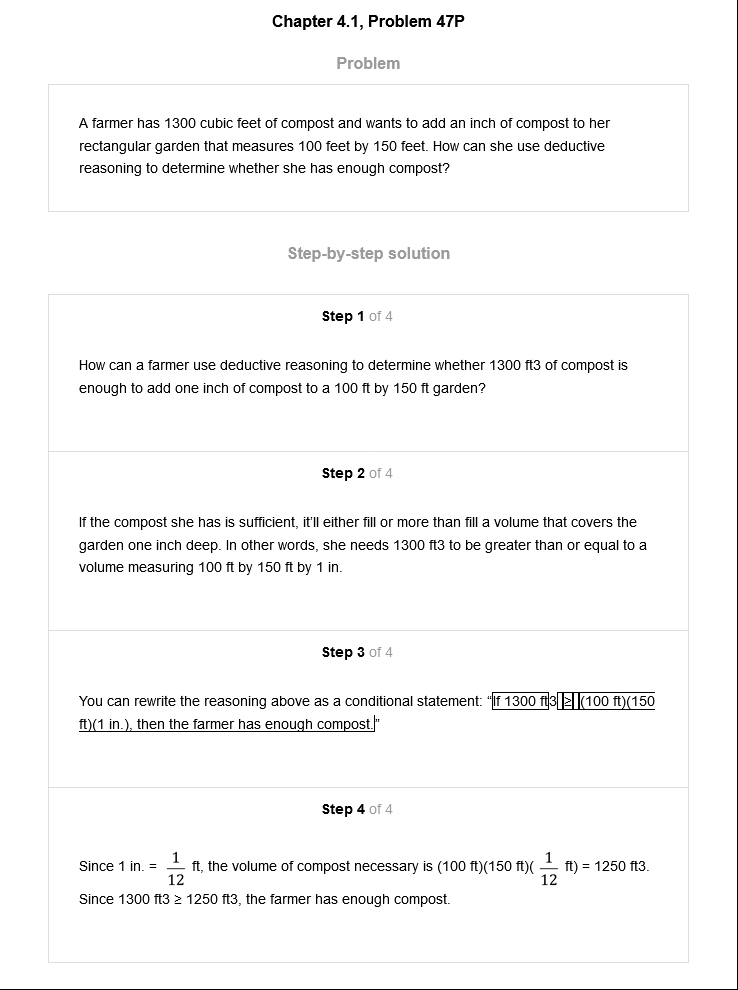 Chapter 4.1, Problem 47P
Problem
A farmer has 1300 cubic feet of compost and wants to add an inch of compost to her
rectangular garden that measures 100 feet by 150 feet. How can she use deductive
reasoning to determine whether she has enough compost?
Step-by-step solution
Step 1 of 4
How can a farmer use deductive reasoning to determine whether 1300 ft3 of compost is
enough to add one inch of compost to a 100 ft by 150 ft garden?
Step 2 of 4
If the compost she has is sufficient, it'll either fill or more than fill a volume that covers the
garden one inch deep. In other words, she needs 1300 ft3 to be greater than or equal to a
volume measuring 100 ft by 150 ft by 1 in.
Step 3 of 4
You can rewrite the reasoning above as a conditional statement: “If 1300 ft3 ≥ (100 ft)(150
ft)(1 in.), then the farmer has enough compost.”
Step 4 of 4
Since 1 in. = 1/12 ft, the volume of compost necessary is (100 ft)(150 ft)( 1/12 ft) = 1250 ft3.
Since 1300 ft3 ≥ 1250 ft3, the farmer has enough compost.